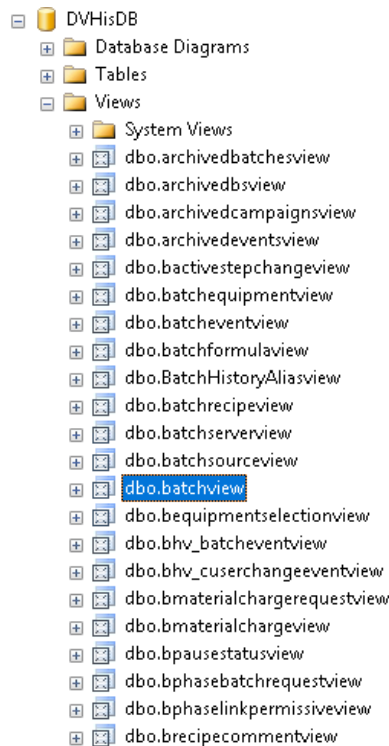 DVHisDB
Database Diagrams
Tables
Views
System Views
dbo.archivedbatchesview
dbo.archivedbsview
dbo.archivedcampaignsview
dbo.archivedeventsview
dbo.bactivestepchangeview
dbo.batchequipmentview
dbo.batcheventview
dbo.batchformulaview
dbo.BatchHistoryAliasview
dbo.batchrecipeview
dbo.batchserverview
dbo.batchsourceview
dbo.batchview
dbo.bequipmentselectionview
dbo.bhv_batcheventview
dbo.bhv_cuserchangeeventview
dbo.bmaterialchargerequestview
dbo.bmaterialchargeview
dbo.bpausestatusview
dbo.bphasebatchrequestview
dbo.bphaselinkpermissiveview
dbo.brecipecommentview